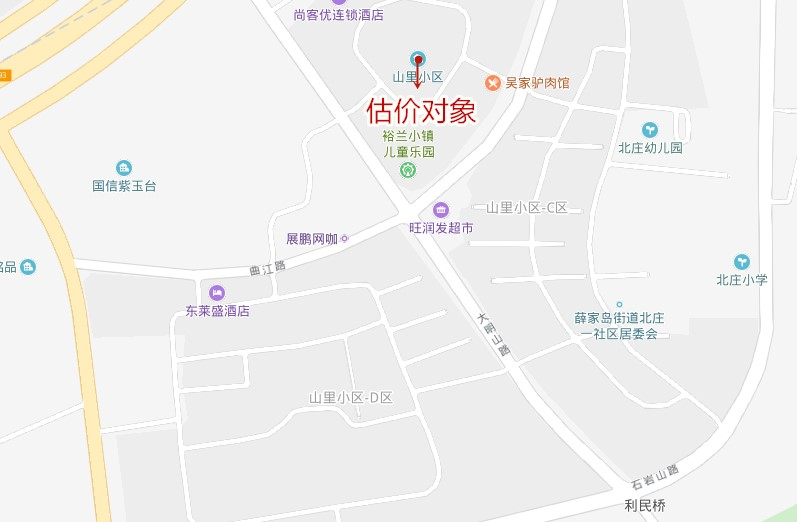 尚客优连锁酒店
山里小区
吴家驴肉馆
93
估价对象
裕兰小镇
儿童乐园
北庄幼儿园
国信紫玉台
山里小区-C区
旺润发超市
展鹏网咖
品
曲江路
北庄小学
东莱盛酒店
大明山路
薛家岛街道北庄
一社区居委会
山里小区-D区
石岩山路
利民桥